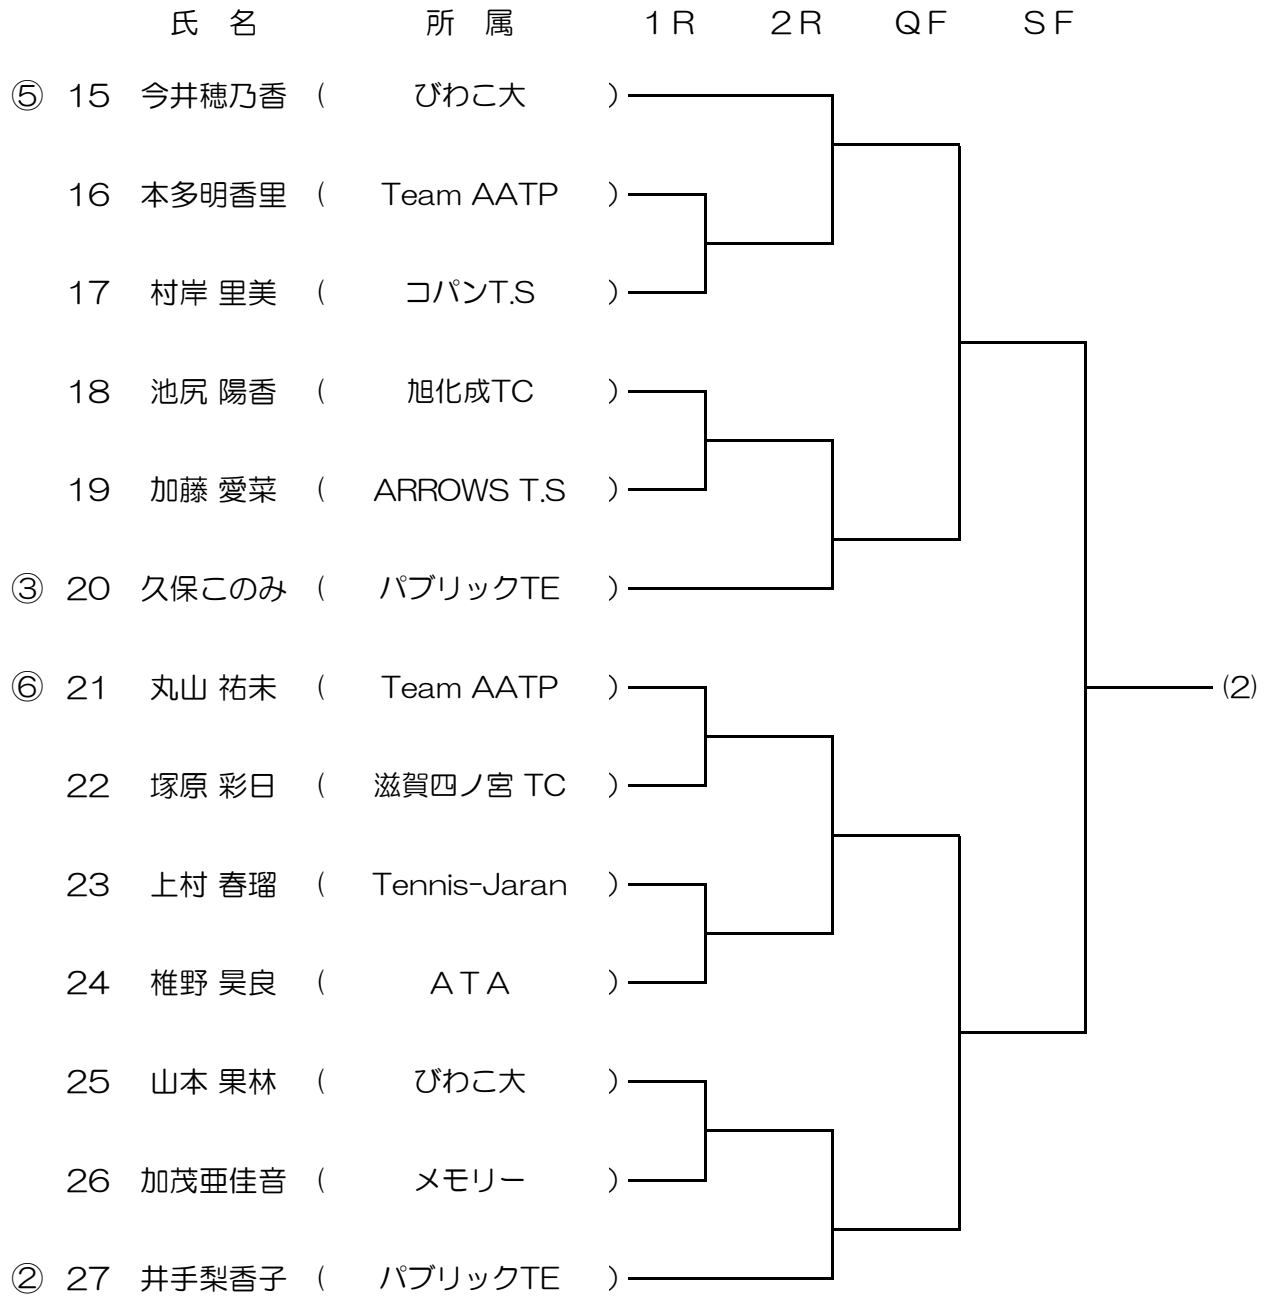 氏 名 所 属 1R 2R QF SF
⑤ 15 今井穂乃香 ( びわこ大 )
16 本多明香里 ( Team AATP )
17 村岸 里美 ( コパンT.S )
18 池尻 陽香 ( 旭化成TC )
19 加藤 愛菜 ( ARROWS T.S )
③ 20 久保このみ ( パブリックTE )
⑥ 21 丸山 祐未 ( Team AATP ) (2)
22 塚原 彩日 ( 滋賀四ノ宮 TC )
23 上村 春瑠 ( Tennis-Jaran )
24 椎野 昊良 ( ATA )
25 山本 果林 ( びわこ大 )
26 加茂亜佳音 ( メモリー )
② 27 井手梨香子 ( パブリックTE )